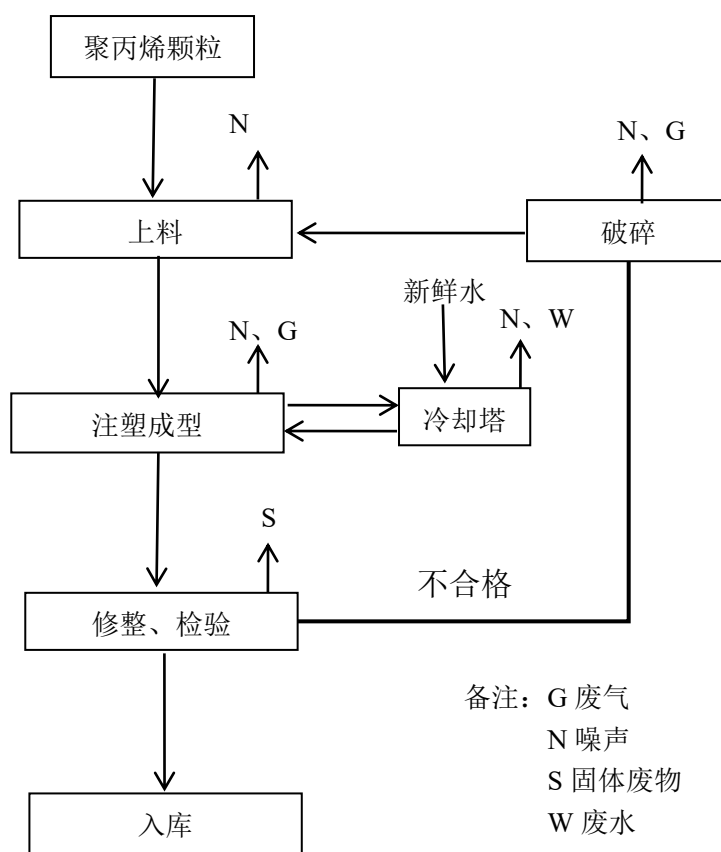 聚丙烯颗粒
N
N、G
上料
破碎
新鲜水
N、G
N、W
注塑成型
冷却塔
S
不合格
修整、检验
备注：G 废气
N 噪声
S 固体废物
W 废水
入库